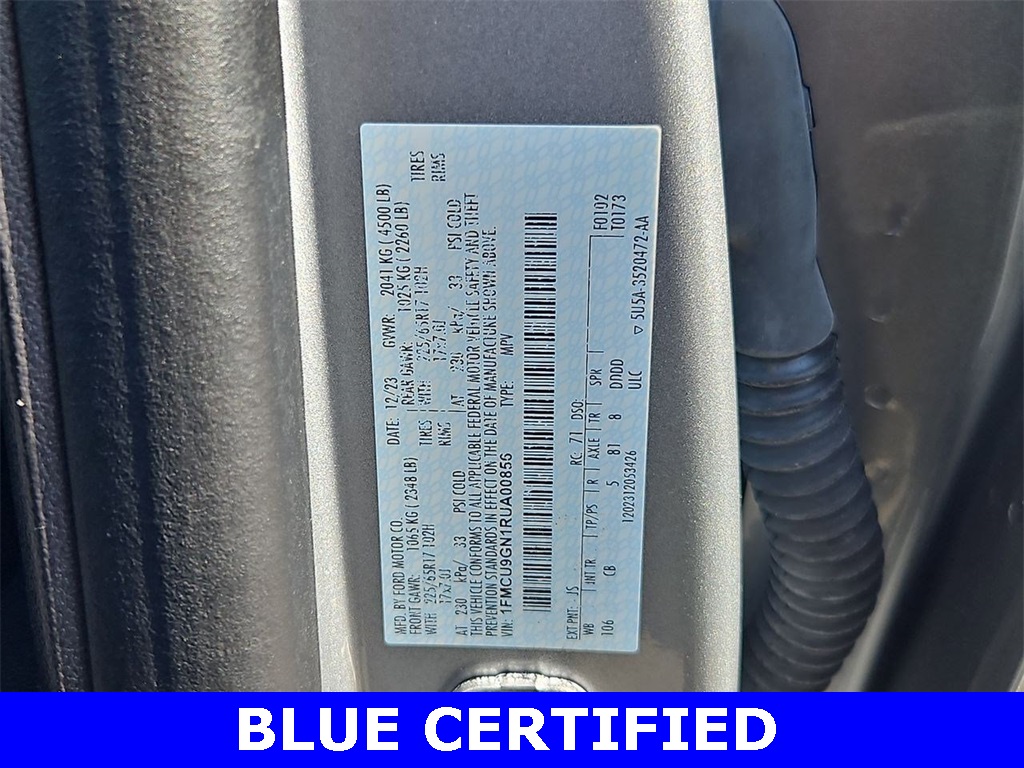 MFD. BY FORD MOTOR CO. DATE: 12/23 GVWR: 2041 KG ( 4500 LB)
FRONT GAWR: 1065 KG ( 2348 LB) REAR GAWR: 1025 KG ( 2260 LB)
WITH 225/65R17 102H TIRES WITH 225/65R17 102H TIRES
17x7.0J RIMS 17x7.0J RIMS
AT 230 kPa/ 33 PSI COLD AT 230 kPa/ 33 PSI COLD
THIS VEHICLE CONFORMS TO ALL APPLICABLE FEDERAL MOTOR VEHICLE SAFETY AND THEFT
PREVENTION STANDARDS IN EFFECT ON THE DATE OF MANUFACTURE SHOWN ABOVE.
VIN: 1FMCU9GN1RUA00856 TYPE: MPV
EXT PNT: JS RC: 71 DSO: F0102
WB INT TR TP/PS R AXLE TR SPR T0173
106 CB 5 81 8 DDDD
1202312053426 ULC ▽ 5U5A-3520472-AA
BLUE CERTIFIED